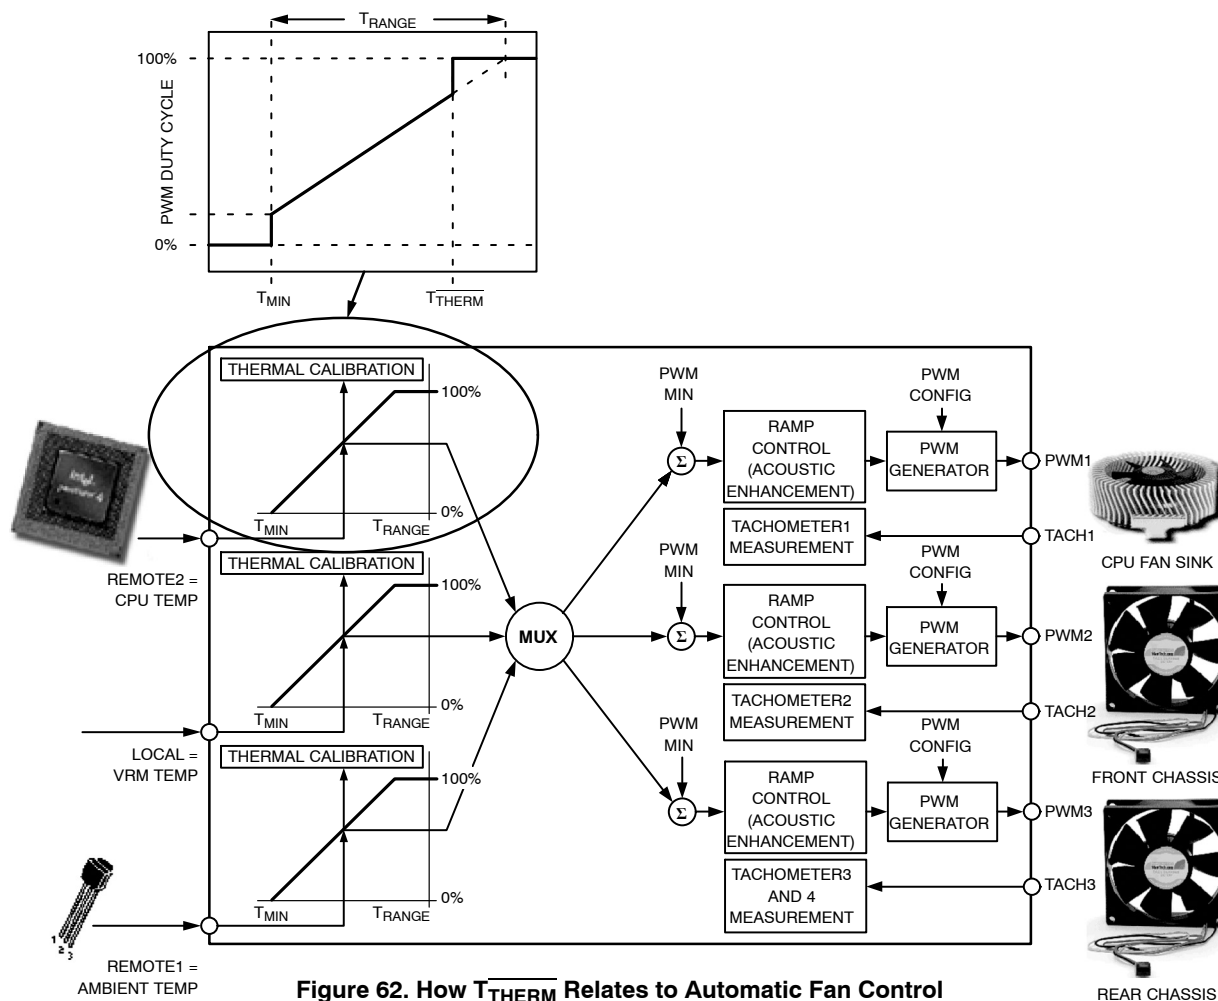 TRANGE
100%
PWM DUTY CYCLE
0%
TMIN
TTHERM
THERMAL CALIBRATION
100%
0%
TMIN
TRANGE
REMOTE2 =
CPU TEMP
THERMAL CALIBRATION
100%
0%
TMIN
TRANGE
LOCAL =
VRM TEMP
THERMAL CALIBRATION
100%
0%
TMIN
TRANGE
1
2
3
REMOTE1 =
AMBIENT TEMP
MUX
PWM
MIN
Σ
RAMP
CONTROL
(ACOUSTIC
ENHANCEMENT)
PWM
CONFIG
PWM
GENERATOR
PWM1
TACHOMETER1
MEASUREMENT
TACH1
CPU FAN SINK
PWM
MIN
Σ
RAMP
CONTROL
(ACOUSTIC
ENHANCEMENT)
PWM
CONFIG
PWM
GENERATOR
PWM2
TACHOMETER2
MEASUREMENT
TACH2
FRONT CHASSIS
PWM
MIN
Σ
RAMP
CONTROL
(ACOUSTIC
ENHANCEMENT)
PWM
CONFIG
PWM
GENERATOR
PWM3
TACHOMETER3
AND 4
MEASUREMENT
TACH3
REAR CHASSIS
Figure 62. How TTHERM Relates to Automatic Fan Control